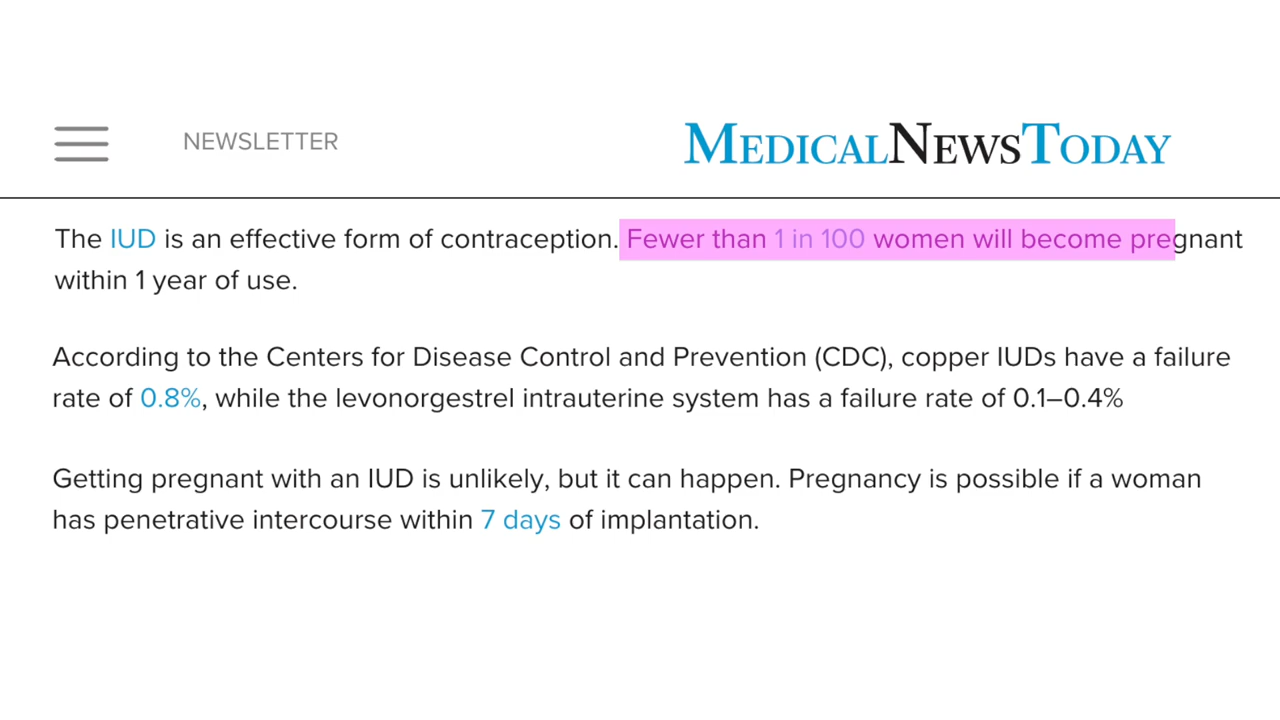 NEWSLETTER
MEDICALNEWSTODAY
The IUD is an effective form of contraception. Fewer than 1 in 100 women will become pregnant
within 1 year of use.
According to the Centers for Disease Control and Prevention (CDC), copper IUDs have a failure
rate of 0.8%, while the levonorgestrel intrauterine system has a failure rate of 0.1–0.4%
Getting pregnant with an IUD is unlikely, but it can happen. Pregnancy is possible if a woman
has penetrative intercourse within 7 days of implantation.